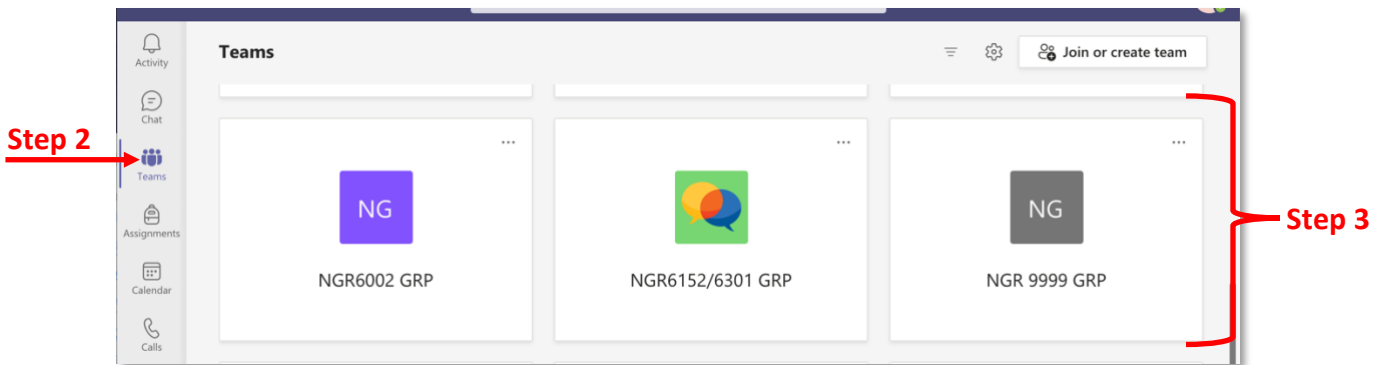 Activity
Teams
Join or create team
Chat
Step 2
Teams
NG
NG
Step 3
Assignments
NGR6002 GRP
NGR6152/6301 GRP
NGR 9999 GRP
Calendar
Calls